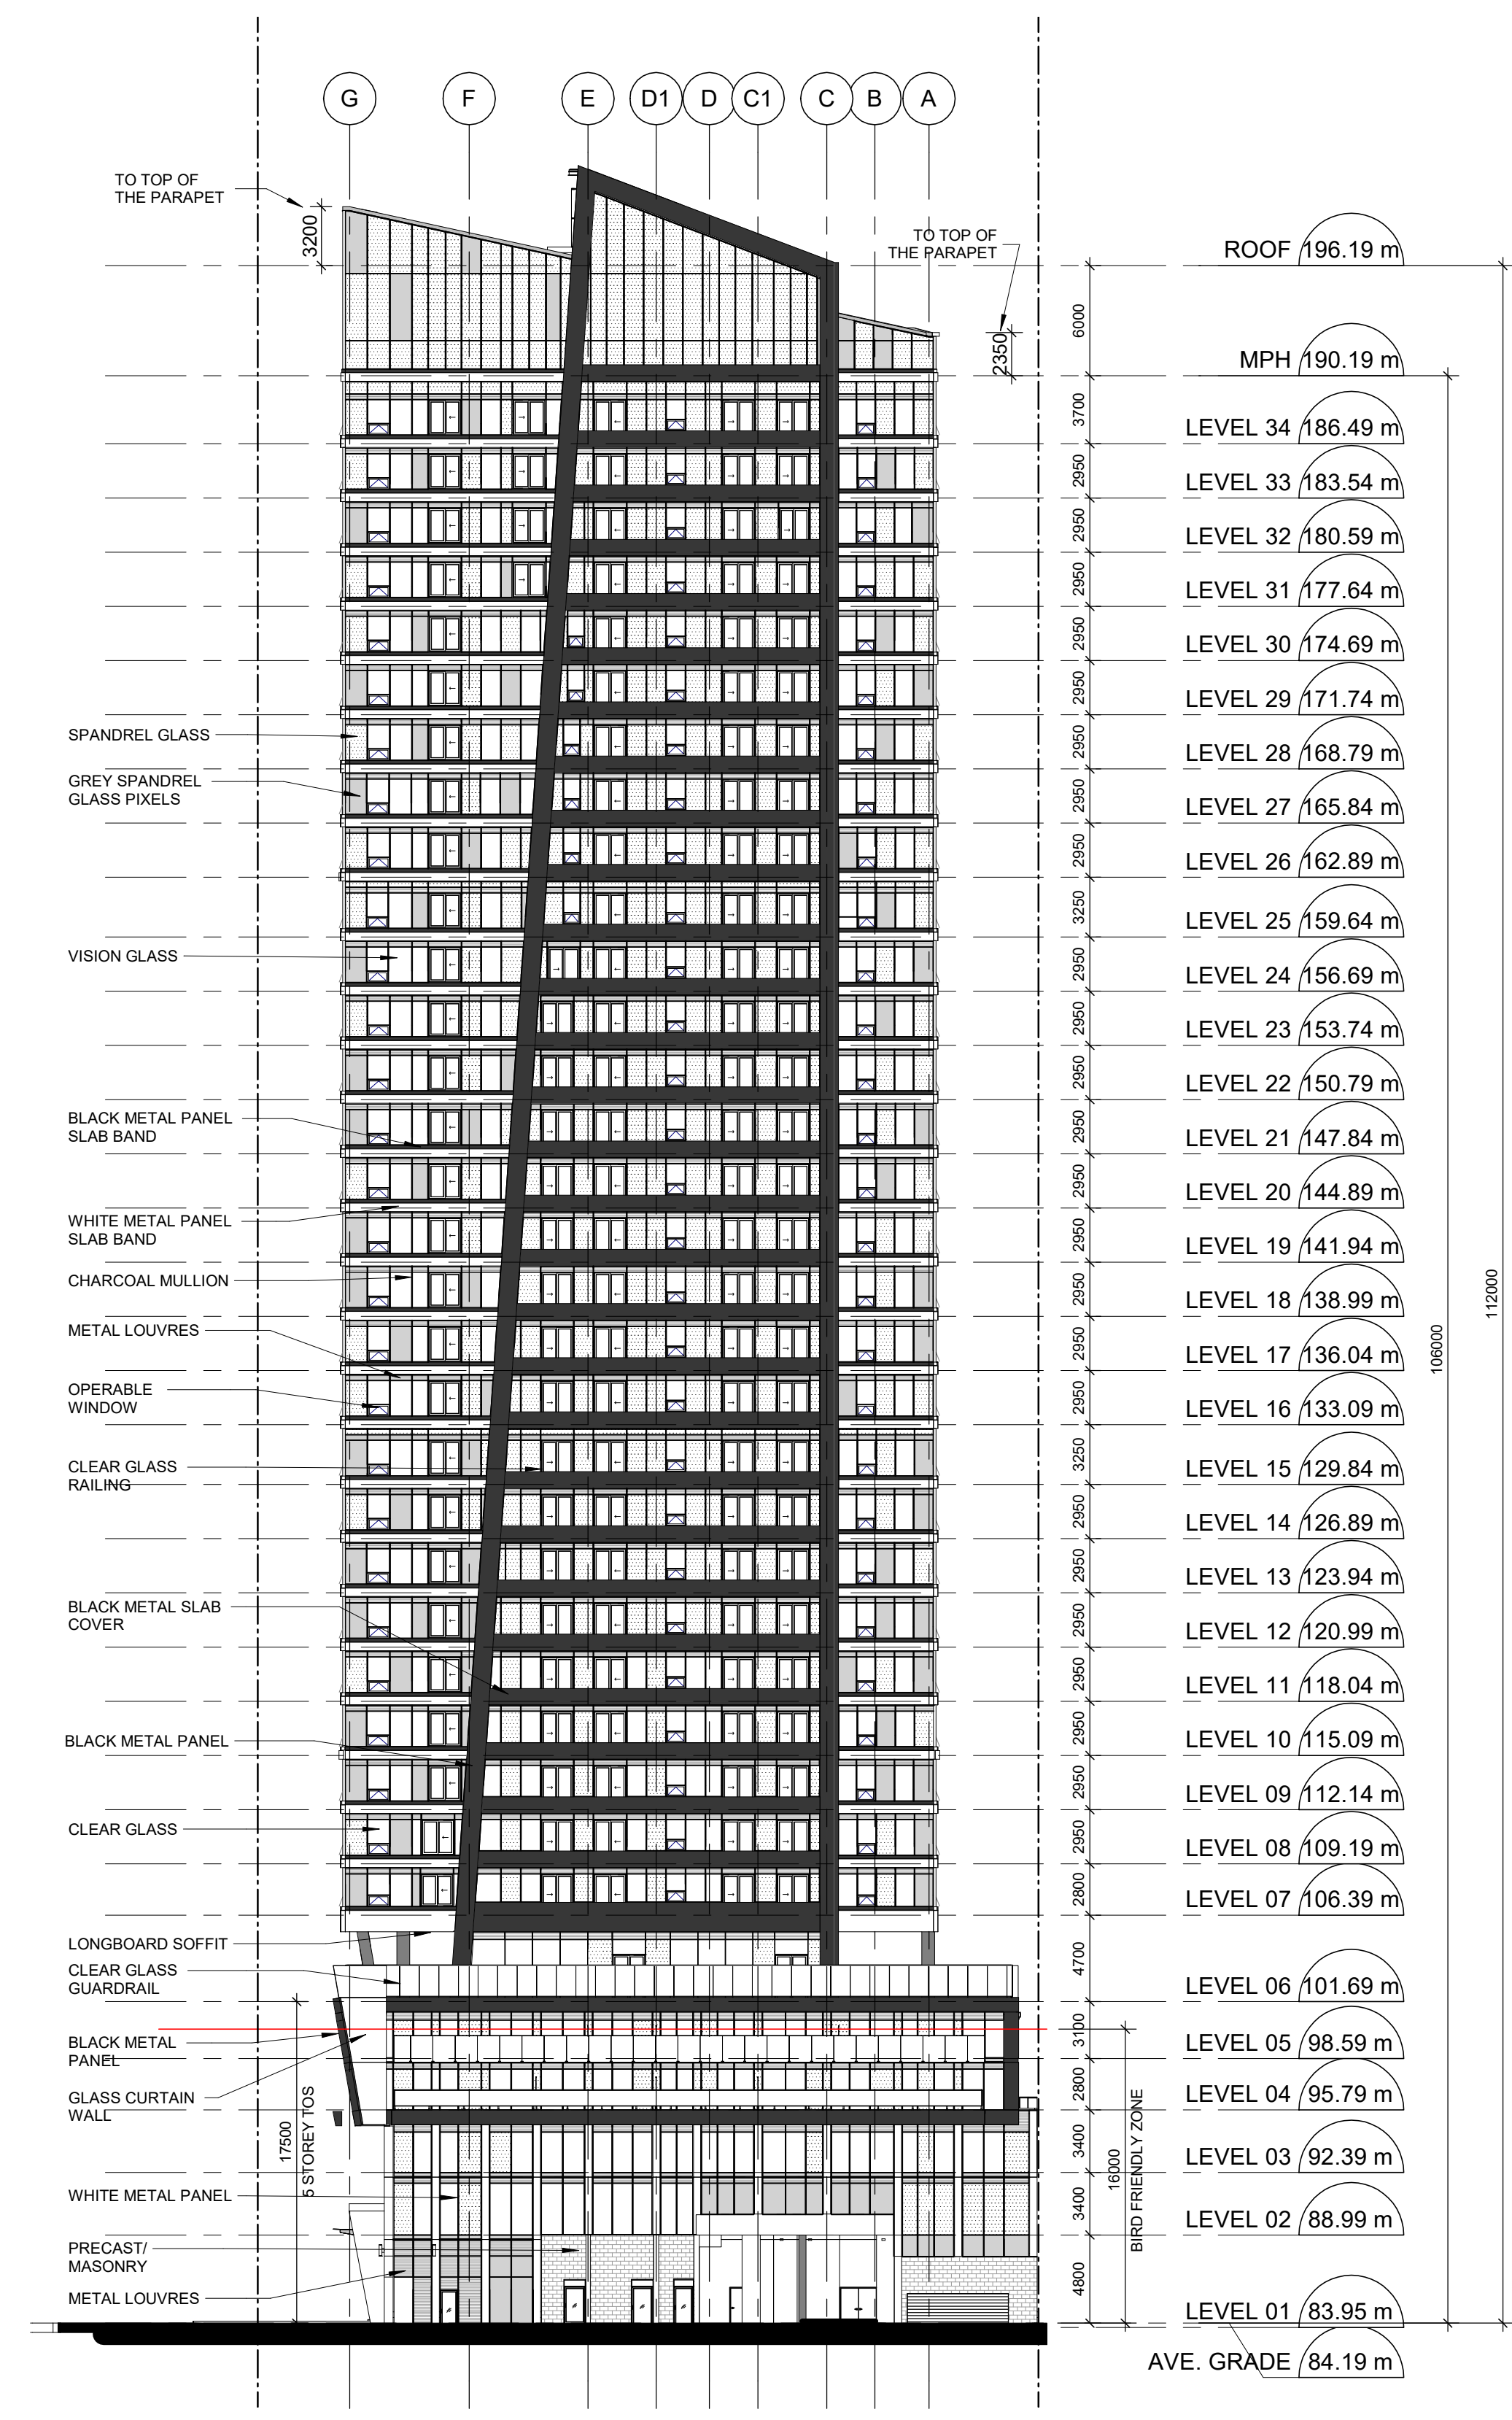 G F E D1 D C1 C B A
TO TOP OF
THE PARAPET
3200
TO TOP OF
THE PARAPET
2350
ROOF 196.19 m
6000
MPH 190.19 m
3700
LEVEL 34 186.49 m
2950
LEVEL 33 183.54 m
2950
LEVEL 32 180.59 m
2950
LEVEL 31 177.64 m
2950
LEVEL 30 174.69 m
2950
LEVEL 29 171.74 m
2950
LEVEL 28 168.79 m
2950
LEVEL 27 165.84 m
2950
LEVEL 26 162.89 m
3250
LEVEL 25 159.64 m
2950
LEVEL 24 156.69 m
2950
LEVEL 23 153.74 m
2950
LEVEL 22 150.79 m
2950
LEVEL 21 147.84 m
2950
LEVEL 20 144.89 m
2950
LEVEL 19 141.94 m
2950
LEVEL 18 138.99 m
2950
LEVEL 17 136.04 m
2950
LEVEL 16 133.09 m
3250
LEVEL 15 129.84 m
2950
LEVEL 14 126.89 m
2950
LEVEL 13 123.94 m
2950
LEVEL 12 120.99 m
2950
LEVEL 11 118.04 m
2950
LEVEL 10 115.09 m
2950
LEVEL 09 112.14 m
2950
LEVEL 08 109.19 m
2800
LEVEL 07 106.39 m
4700
LEVEL 06 101.69 m
3100
LEVEL 05 98.59 m
2800
LEVEL 04 95.79 m
3400
LEVEL 03 92.39 m
3400
LEVEL 02 88.99 m
4800
LEVEL 01 83.95 m
AVE. GRADE 84.19 m
106000
112000
16000
BIRD FRIENDLY ZONE
17500
5 STOREY TOS
SPANDREL GLASS
GREY SPANDREL
GLASS PIXELS
VISION GLASS
BLACK METAL PANEL
SLAB BAND
WHITE METAL PANEL
SLAB BAND
CHARCOAL MULLION
METAL LOUVRES
OPERABLE
WINDOW
CLEAR GLASS
RAILING
BLACK METAL SLAB
COVER
BLACK METAL PANEL
CLEAR GLASS
LONGBOARD SOFFIT
CLEAR GLASS
GUARDRAIL
BLACK METAL
PANEL
GLASS CURTAIN
WALL
WHITE METAL PANEL
PRECAST/
MASONRY
METAL LOUVRES